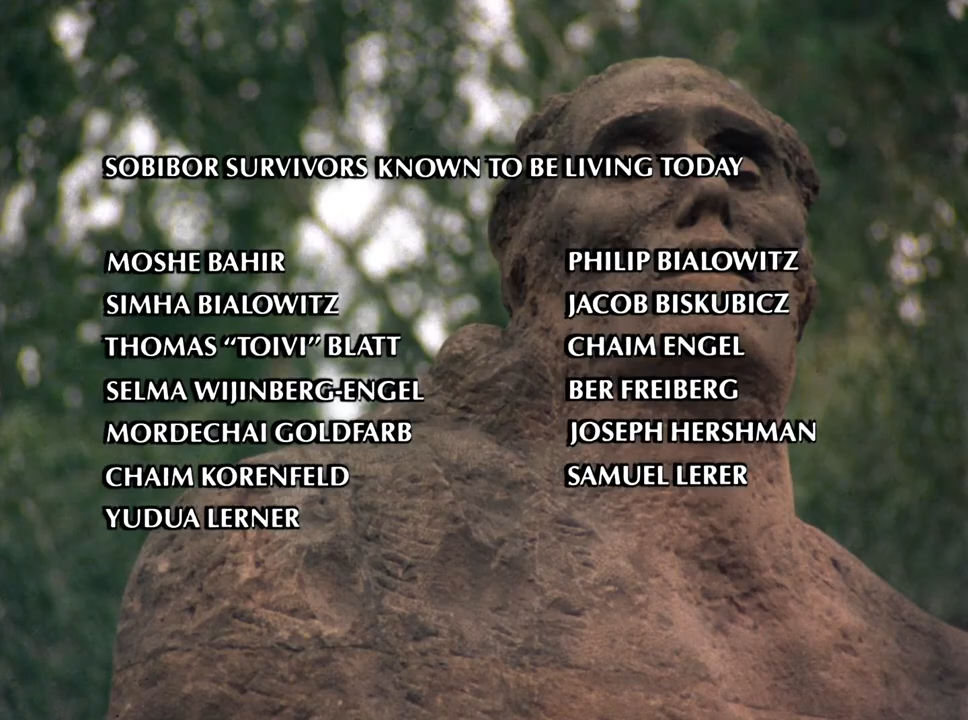 SOBIBOR SURVIVORS KNOWN TO BE LIVING TODAY
MOSHE BAHIR
SIMHA BIALOWITZ
THOMAS “TOIVI” BLATT
SELMA WIJINBERG-ENGEL
MORDECHAI GOLDFARB
CHAIM KORENFELD
YUDUA LERNER
PHILIP BIALOWITZ
JACOB BISKUBICZ
CHAIM ENGEL
BER FREIBERG
JOSEPH HERSHMAN
SAMUEL LERER